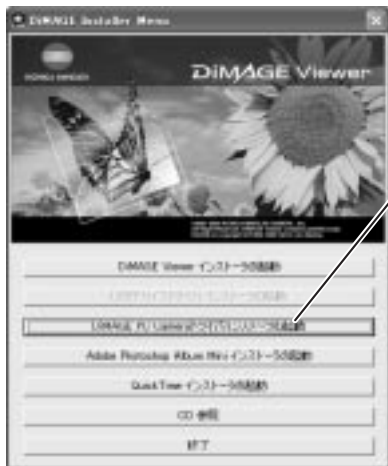 DiMAGE Installer Menu
KONICA MINOLTA
DiMAGE Viewer
DiMAGE Viewer インストーラの起動
DiMAGE PC Cameraドライバインストーラの起動
Adobe Photoshop Album Mini インストーラの起動
QuickTime インストーラの起動
CD 参照
終了